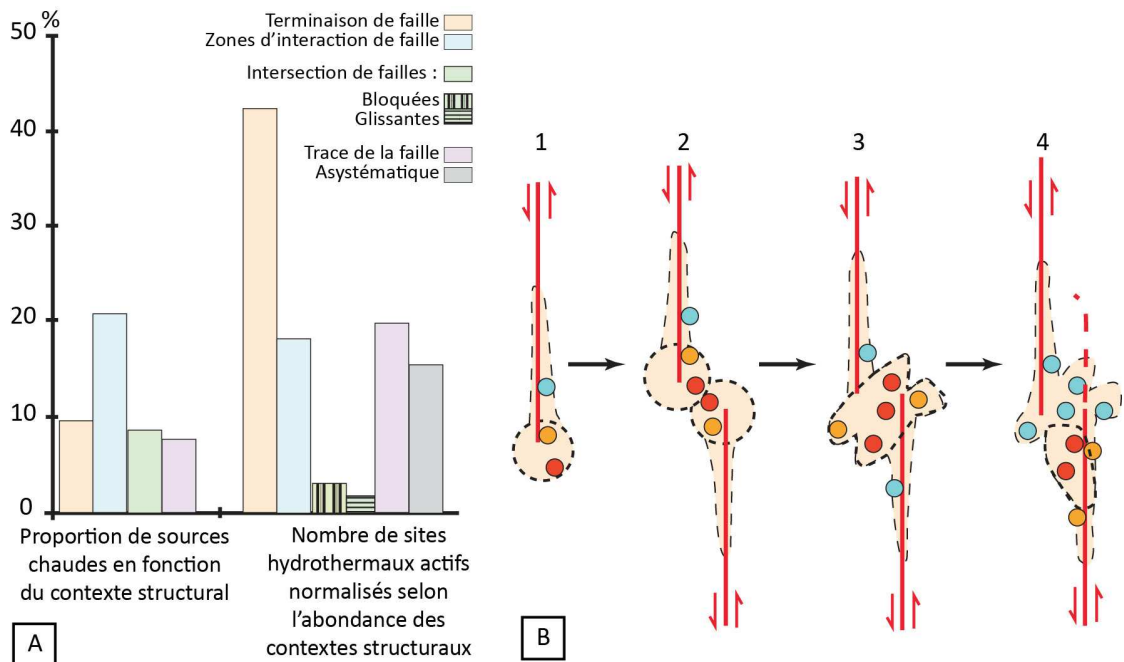 %
50
40
30
20
10
0
Terminaison de faille
Zones d'interaction de faille
Intersection de failles :
Bloquées
Glissantes
Trace de la faille
Asystématique
Proportion de sources
chaudes en fonction
du contexte structural
Nombre de sites
hydrothermaux actifs
normalisés selon
l'abondance des
contextes structuraux
A
1
2
3
4
B